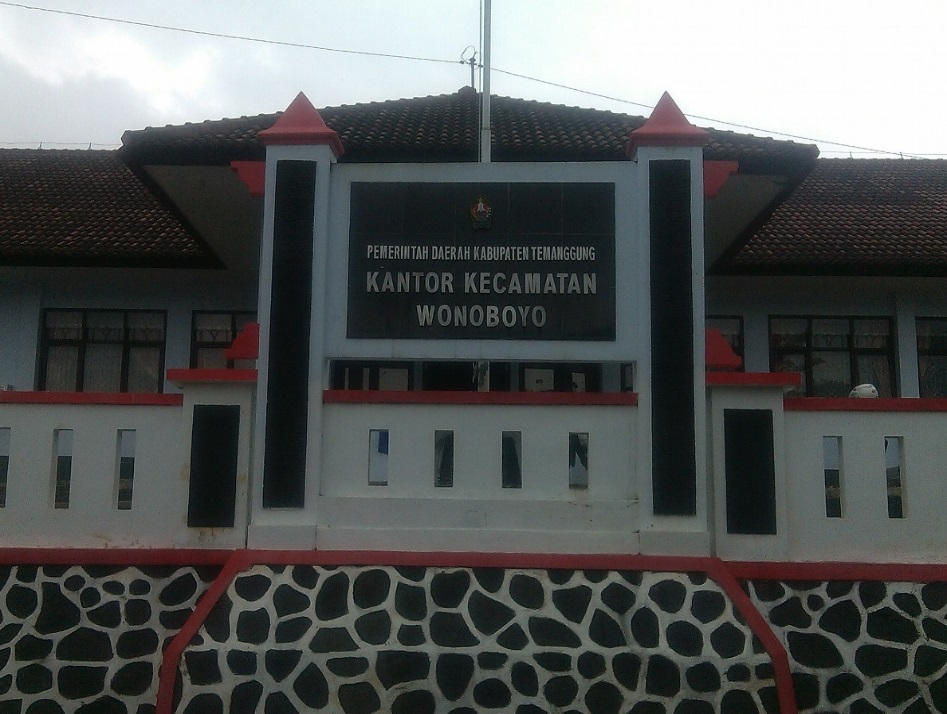 PEMERINTAH DAERAH KABUPATEN TEMANGGUNG
KANTOR KECAMATAN
WONOBOYO